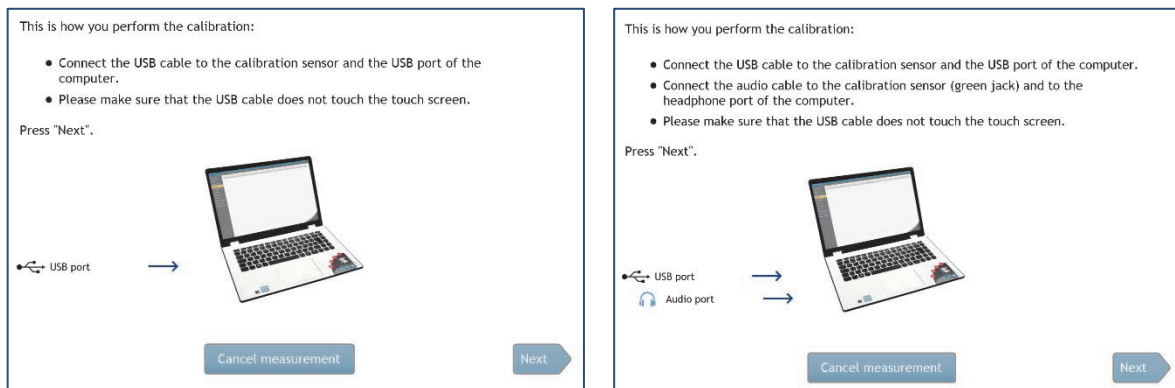 This is how you perform the calibration:
● Connect the USB cable to the calibration sensor and the USB port of the
computer.
● Please make sure that the USB cable does not touch the touch screen.
Press "Next".
USB port
Cancel measurement
Next
This is how you perform the calibration:
● Connect the USB cable to the calibration sensor and the USB port of the computer.
● Connect the audio cable to the calibration sensor (green jack) and to the
headphone port of the computer.
● Please make sure that the USB cable does not touch the touch screen.
Press "Next".
USB port
Audio port
Cancel measurement
Next